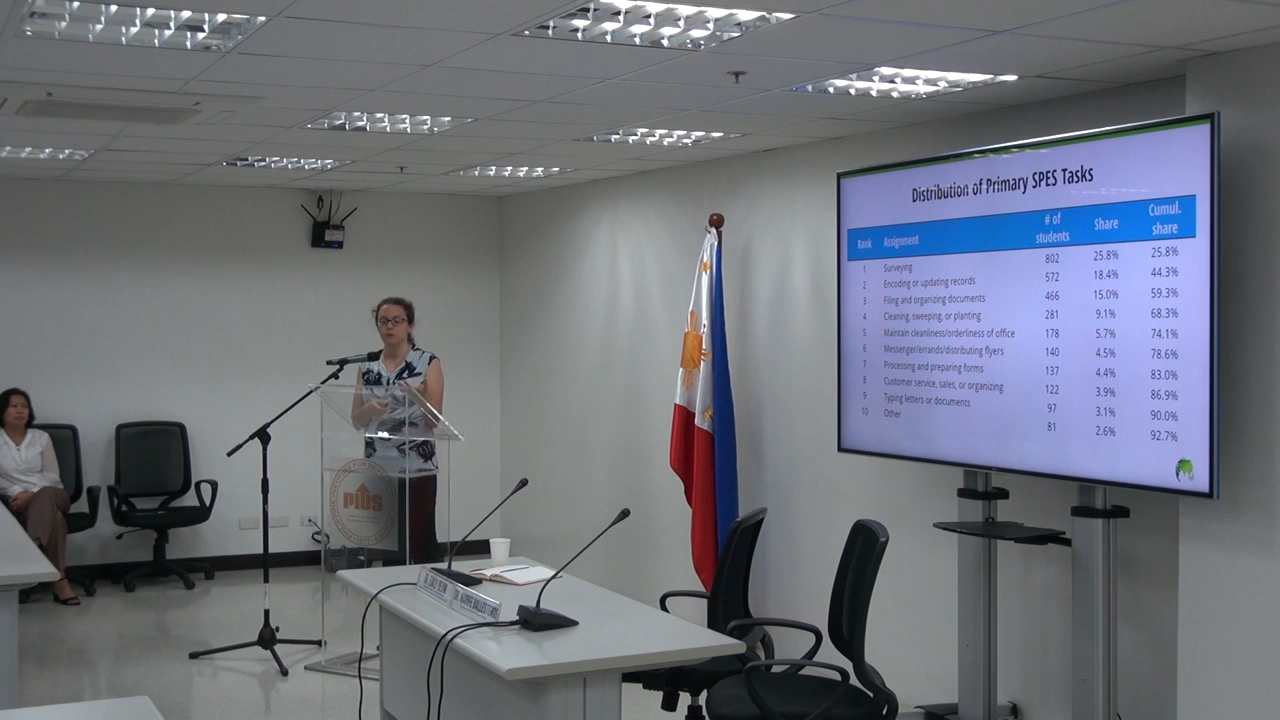 Distribution of Primary SPES Tasks
Rank Assignment # of students Share Cumul. share
1 Surveying 802 25.8% 25.8%
2 Encoding or updating records 572 18.4% 44.3%
3 Filing and organizing documents 466 15.0% 59.3%
4 Cleaning, sweeping, or planting 281 9.1% 68.3%
5 Maintain cleanliness/orderliness of office 178 5.7% 74.1%
6 Messenger/errands/distributing flyers 140 4.5% 78.6%
7 Processing and preparing forms 137 4.4% 83.0%
8 Customer service, sales, or organizing 122 3.9% 86.9%
9 Typing letters or documents 97 3.1% 90.0%
10 Other 81 2.6% 92.7%
PIDS